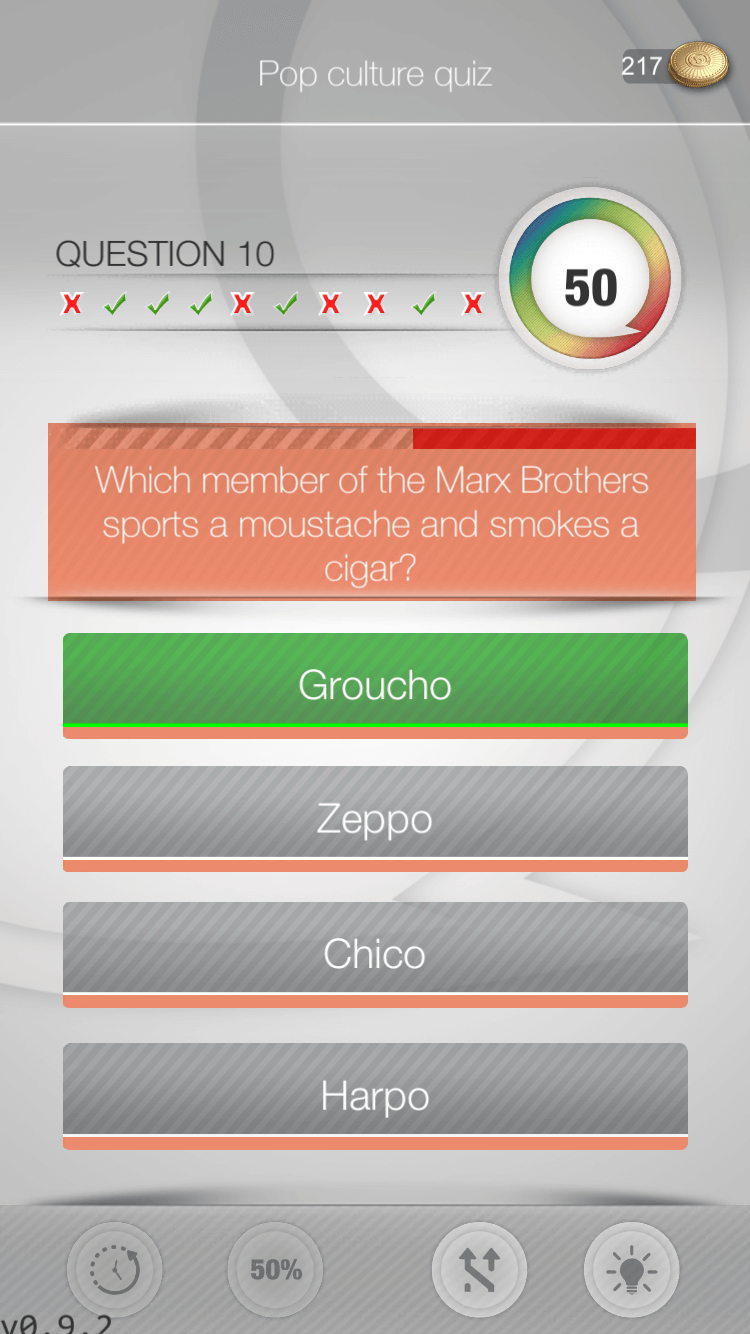 Pop culture quiz
217
QUESTION 10
50
Which member of the Marx Brothers
sports a moustache and smokes a
cigar?
Groucho
Zeppo
Chico
Harpo
50%
v0.9.2